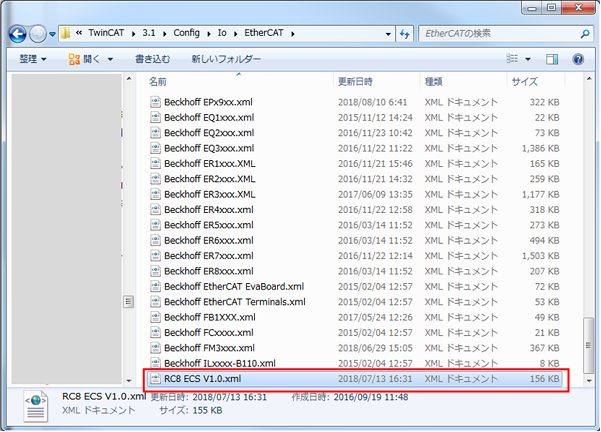 « TwinCAT ▸ 3.1 ▸ Config ▸ Io ▸ EtherCAT ▸ EtherCATの検索
整理 ▼ 開く ▼ 書き込む 新しいフォルダー
名前 更新日時 種類 サイズ
Beckhoff EPx9xx.xml 2018/08/10 6:41 XML ドキュメント 322 KB
Beckhoff EQ1xxx.xml 2015/11/12 14:24 XML ドキュメント 22 KB
Beckhoff EQ2xxx.xml 2016/11/23 10:42 XML ドキュメント 73 KB
Beckhoff EQ3xxx.xml 2016/11/22 11:22 XML ドキュメント 1,386 KB
Beckhoff ER1xxx.XML 2016/11/21 15:46 XML ドキュメント 165 KB
Beckhoff ER2xxx.XML 2016/11/21 14:32 XML ドキュメント 259 KB
Beckhoff ER3xxx.XML 2017/06/09 13:35 XML ドキュメント 1,177 KB
Beckhoff ER4xxx.xml 2016/11/22 12:58 XML ドキュメント 318 KB
Beckhoff ER5xxx.xml 2016/03/14 11:52 XML ドキュメント 273 KB
Beckhoff ER6xxx.xml 2016/03/14 11:52 XML ドキュメント 494 KB
Beckhoff ER7xxx.xml 2016/11/22 12:14 XML ドキュメント 1,503 KB
Beckhoff ER8xxx.xml 2016/03/14 11:52 XML ドキュメント 207 KB
Beckhoff EtherCAT EvaBoard.xml 2015/02/04 12:57 XML ドキュメント 72 KB
Beckhoff EtherCAT Terminals.xml 2015/02/04 12:57 XML ドキュメント 53 KB
Beckhoff FB1XXX.xml 2017/05/24 12:26 XML ドキュメント 49 KB
Beckhoff FCxxxx.xml 2015/02/04 12:57 XML ドキュメント 21 KB
Beckhoff FM3xxx.xml 2018/06/29 15:05 XML ドキュメント 367 KB
Beckhoff ILxxxx-B110.xml 2015/02/04 12:57 XML ドキュメント 8 KB
RC8 ECS V1.0.xml 2018/07/13 16:31 XML ドキュメント 156 KB
RC8 ECS V1.0.xml 更新日時: 2018/07/13 16:31 作成日時: 2016/09/19 11:48
XML ドキュメント サイズ: 155 KB